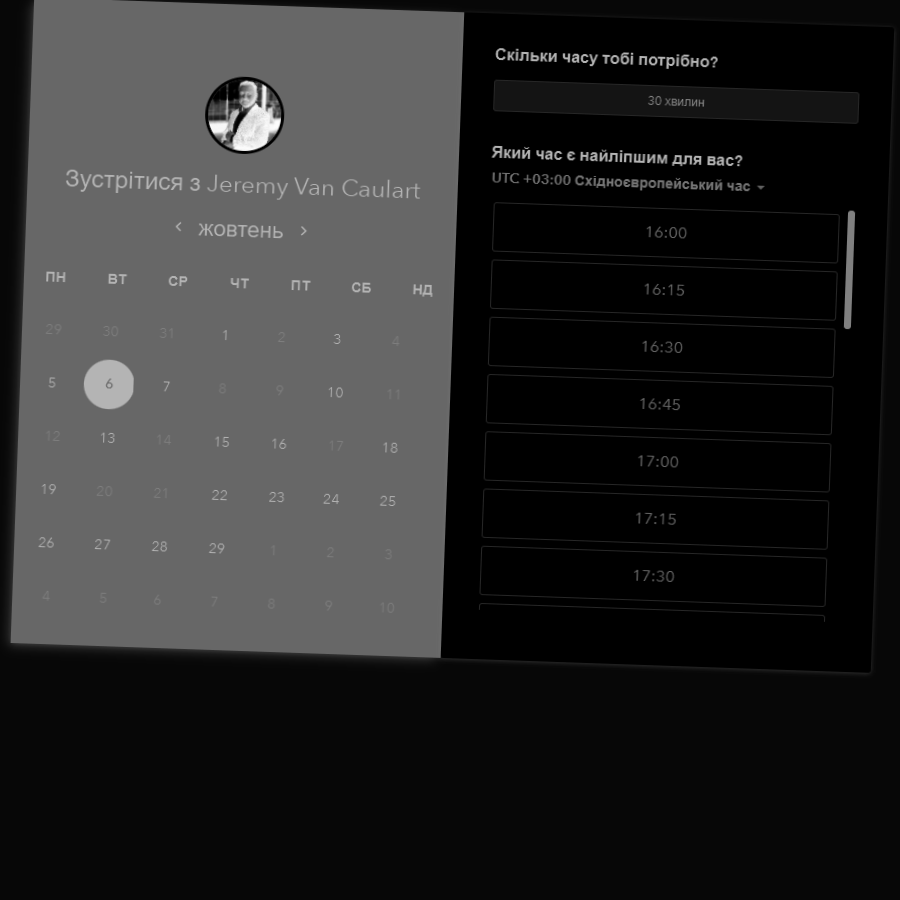 Зустрітися з Jeremy Van Caulart
жовтень
ПН ВТ СР ЧТ ПТ СБ НД
29 30 31 1 2 3 4
5 6 7 8 9 10 11
12 13 14 15 16 17 18
19 20 21 22 23 24 25
26 27 28 29 1 2 3
4 5 6 7 8 9 10
Скільки часу тобі потрібно?
30 хвилин
Який час є найліпшим для вас?
UTC +03:00 Східноєвропейський час
16:00
16:15
16:30
16:45
17:00
17:15
17:30